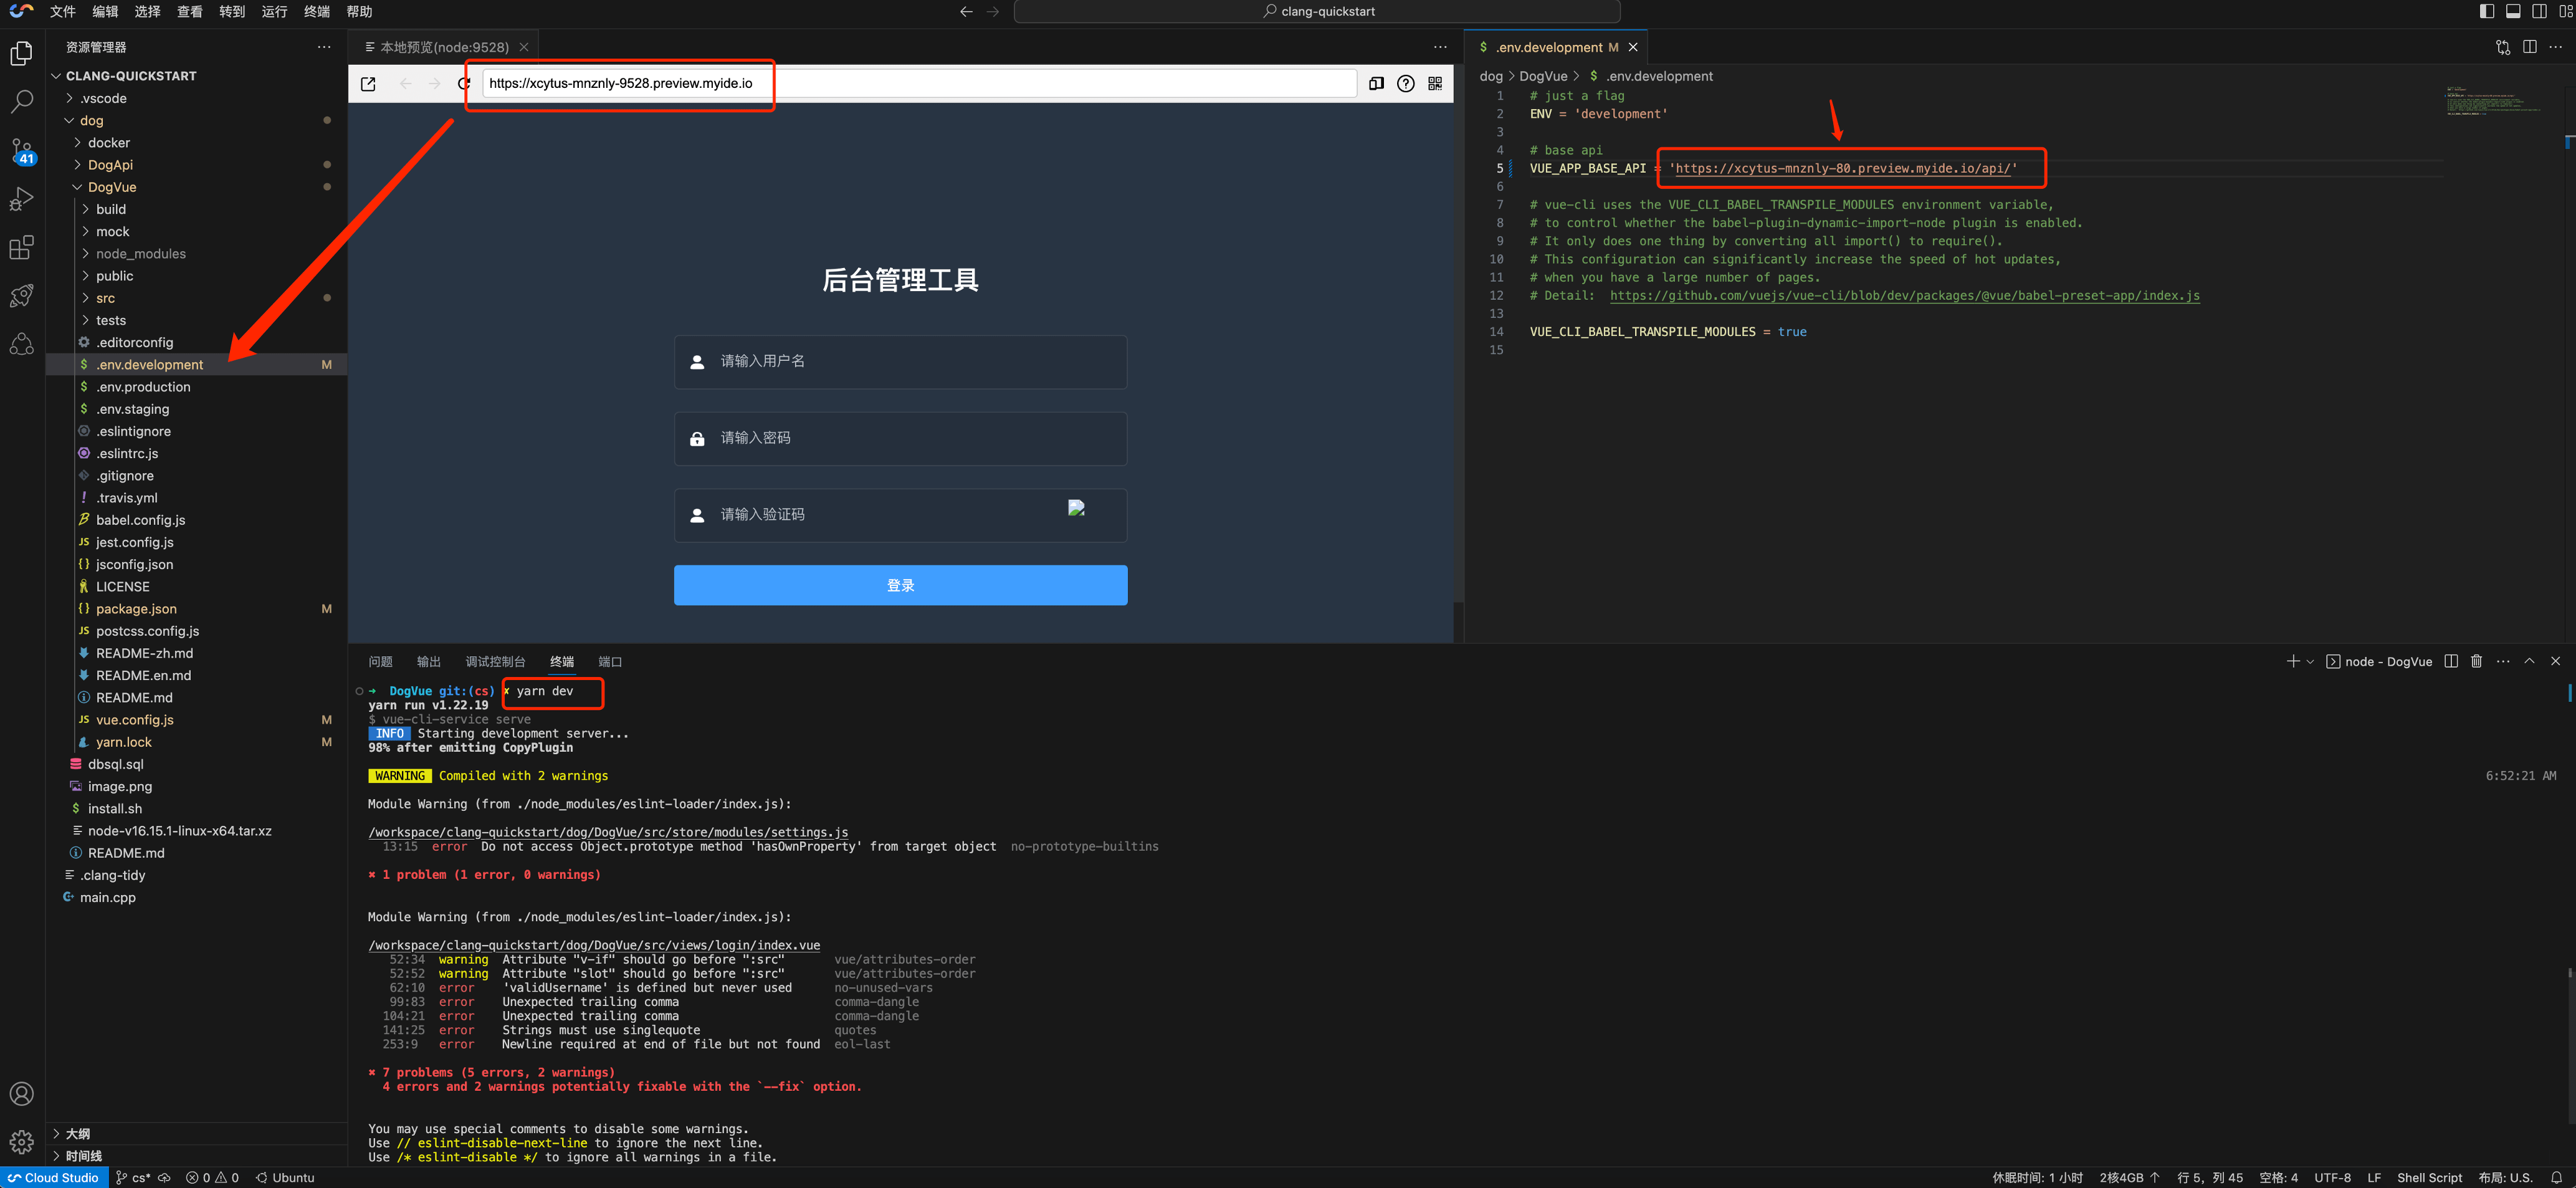 文件 编辑 选择 查看 转到 运行 终端 帮助
clang-quickstart
资源管理器
CLANG-QUICKSTART
.vscode
dog
docker
DogApi
DogVue
build
mock
node_modules
public
src
tests
.editorconfig
.env.development M
.env.production
.env.staging
.eslintignore
.eslintrc.js
.gitignore
.travis.yml
babel.config.js
jest.config.js
jsconfig.json
LICENSE
package.json M
postcss.config.js
README-zh.md
README.en.md
README.md
vue.config.js M
yarn.lock M
dbsql.sql
image.png
install.sh
node-v16.15.1-linux-x64.tar.xz
README.md
.clang-tidy
main.cpp
大纲
时间线
41
本地预览(node:9528)
https://xcytus-mnznly-9528.preview.myide.io
后台管理工具
请输入用户名
请输入密码
请输入验证码
登录
.env.development M
dog > DogVue > $ .env.development
1 # just a flag
2 ENV = 'development'
3
4 # base api
5 VUE_APP_BASE_API = 'https://xcytus-mnznly-80.preview.myide.io/api/'
6
7 # vue-cli uses the VUE_CLI_BABEL_TRANSPILE_MODULES environment variable,
8 # to control whether the babel-plugin-dynamic-import-node plugin is enabled.
9 # It only does one thing by converting all import() to require().
10 # This configuration can significantly increase the speed of hot updates,
11 # when you have a large number of pages.
12 # Detail:  https://github.com/vuejs/vue-cli/blob/dev/packages/@vue/babel-preset-app/index.js
13
14 VUE_CLI_BABEL_TRANSPILE_MODULES = true
15
问题 输出 调试控制台 终端 端口
node - DogVue
➜ DogVue git:(cs) ✗ yarn dev
yarn run v1.22.19
$ vue-cli-service serve
INFO Starting development server...
98% after emitting CopyPlugin
WARNING Compiled with 2 warnings 6:52:21 AM
Module Warning (from ./node_modules/eslint-loader/index.js):
/workspace/clang-quickstart/dog/DogVue/src/store/modules/settings.js
13:15 error Do not access Object.prototype method 'hasOwnProperty' from target object no-prototype-builtins
✖ 1 problem (1 error, 0 warnings)
Module Warning (from ./node_modules/eslint-loader/index.js):
/workspace/clang-quickstart/dog/DogVue/src/views/login/index.vue
52:34 warning Attribute "v-if" should go before ":src" vue/attributes-order
52:52 warning Attribute "slot" should go before ":src" vue/attributes-order
62:10 error 'validUsername' is defined but never used no-unused-vars
99:83 error Unexpected trailing comma comma-dangle
104:21 error Unexpected trailing comma comma-dangle
141:25 error Strings must use singlequote quotes
253:9 error Newline required at end of file but not found eol-last
✖ 7 problems (5 errors, 2 warnings)
4 errors and 2 warnings potentially fixable with the `--fix` option.
You may use special comments to disable some warnings.
Use // eslint-disable-next-line to ignore the next line.
Use /* eslint-disable */ to ignore all warnings in a file.
Cloud Studio cs* 0 0 Ubuntu 休眠时间: 1 小时 2核4GB 行 5，列 45 空格: 4 UTF-8 LF Shell Script 布局: U.S.